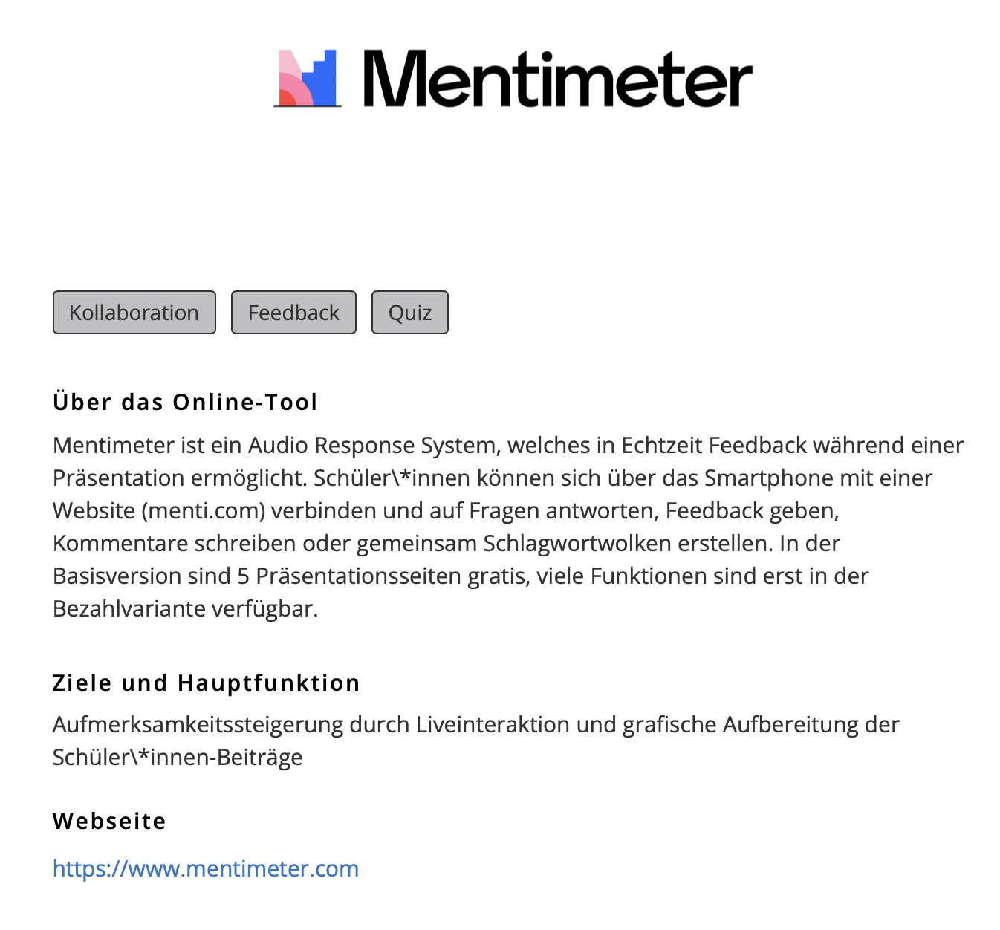 Mentimeter
Kollaboration Feedback Quiz
Über das Online-Tool
Mentimeter ist ein Audio Response System, welches in Echtzeit Feedback während einer
Präsentation ermöglicht. Schüler\*innen können sich über das Smartphone mit einer
Website (menti.com) verbinden und auf Fragen antworten, Feedback geben,
Kommentare schreiben oder gemeinsam Schlagwortwolken erstellen. In der
Basisversion sind 5 Präsentationsseiten gratis, viele Funktionen sind erst in der
Bezahlvariante verfügbar.
Ziele und Hauptfunktion
Aufmerksamkeitssteigerung durch Liveinteraktion und grafische Aufbereitung der
Schüler\*innen-Beiträge
Webseite
https://www.mentimeter.com